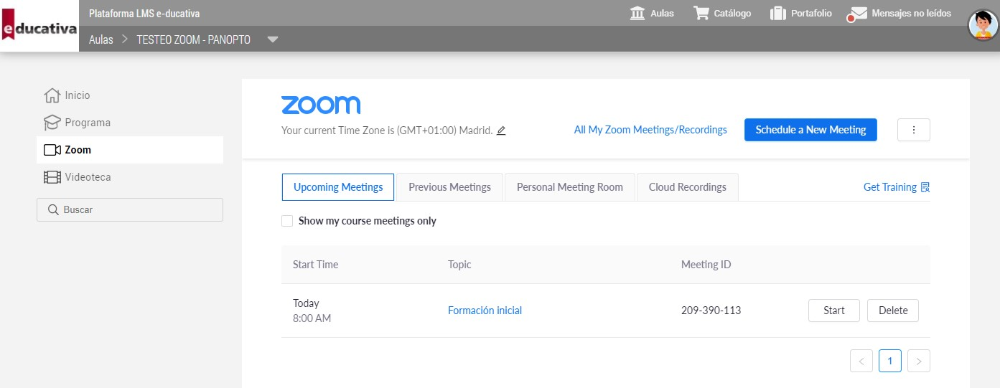 e-ducativa
Plataforma LMS e-ducativa
Aulas
Catálogo
Portafolio
Mensajes no leídos
Aulas > TESTEO ZOOM - PANOPTO
Inicio
Programa
Zoom
Videoteca
Buscar
zoom
Your current Time Zone is (GMT+01:00) Madrid.
All My Zoom Meetings/Recordings
Schedule a New Meeting
Upcoming Meetings
Previous Meetings
Personal Meeting Room
Cloud Recordings
Get Training
Show my course meetings only
Start Time Topic Meeting ID
Today
8:00 AM
Formación inicial
209-390-113
Start
Delete
< 1 >